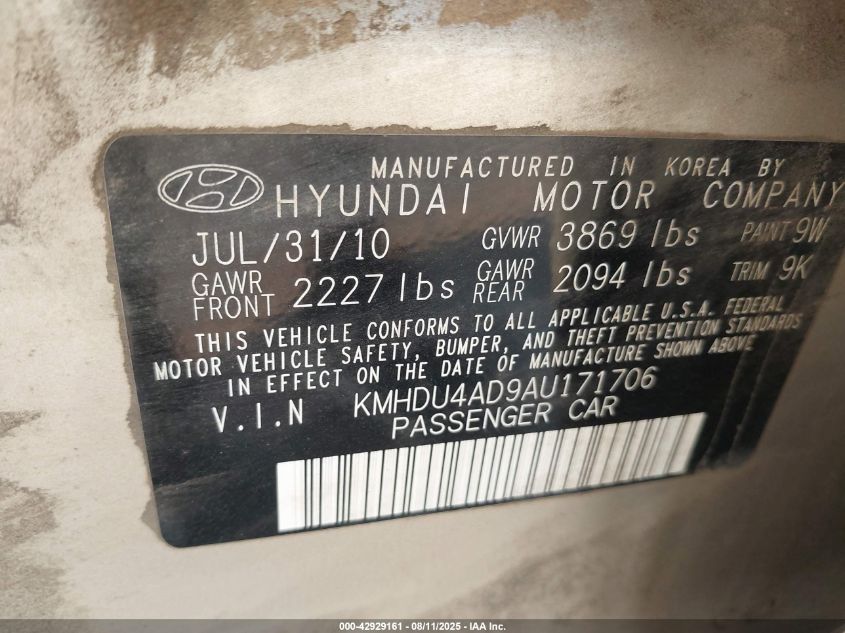 MANUFACTURED IN KOREA BY
HYUNDAI MOTOR COMPANY
JUL/31/10 GVWR 3869 lbs PAINT 9W
GAWR FRONT 2227 lbs GAWR REAR 2094 lbs TRIM 9K
THIS VEHICLE CONFORMS TO ALL APPLICABLE U.S.A. FEDERAL
MOTOR VEHICLE SAFETY, BUMPER, AND THEFT PREVENTION STANDARDS
IN EFFECT ON THE DATE OF MANUFACTURE SHOWN ABOVE
V.I.N KMHDU4AD9AU171706
PASSENGER CAR
000-42929161 - 08/11/2025 - IAA Inc.